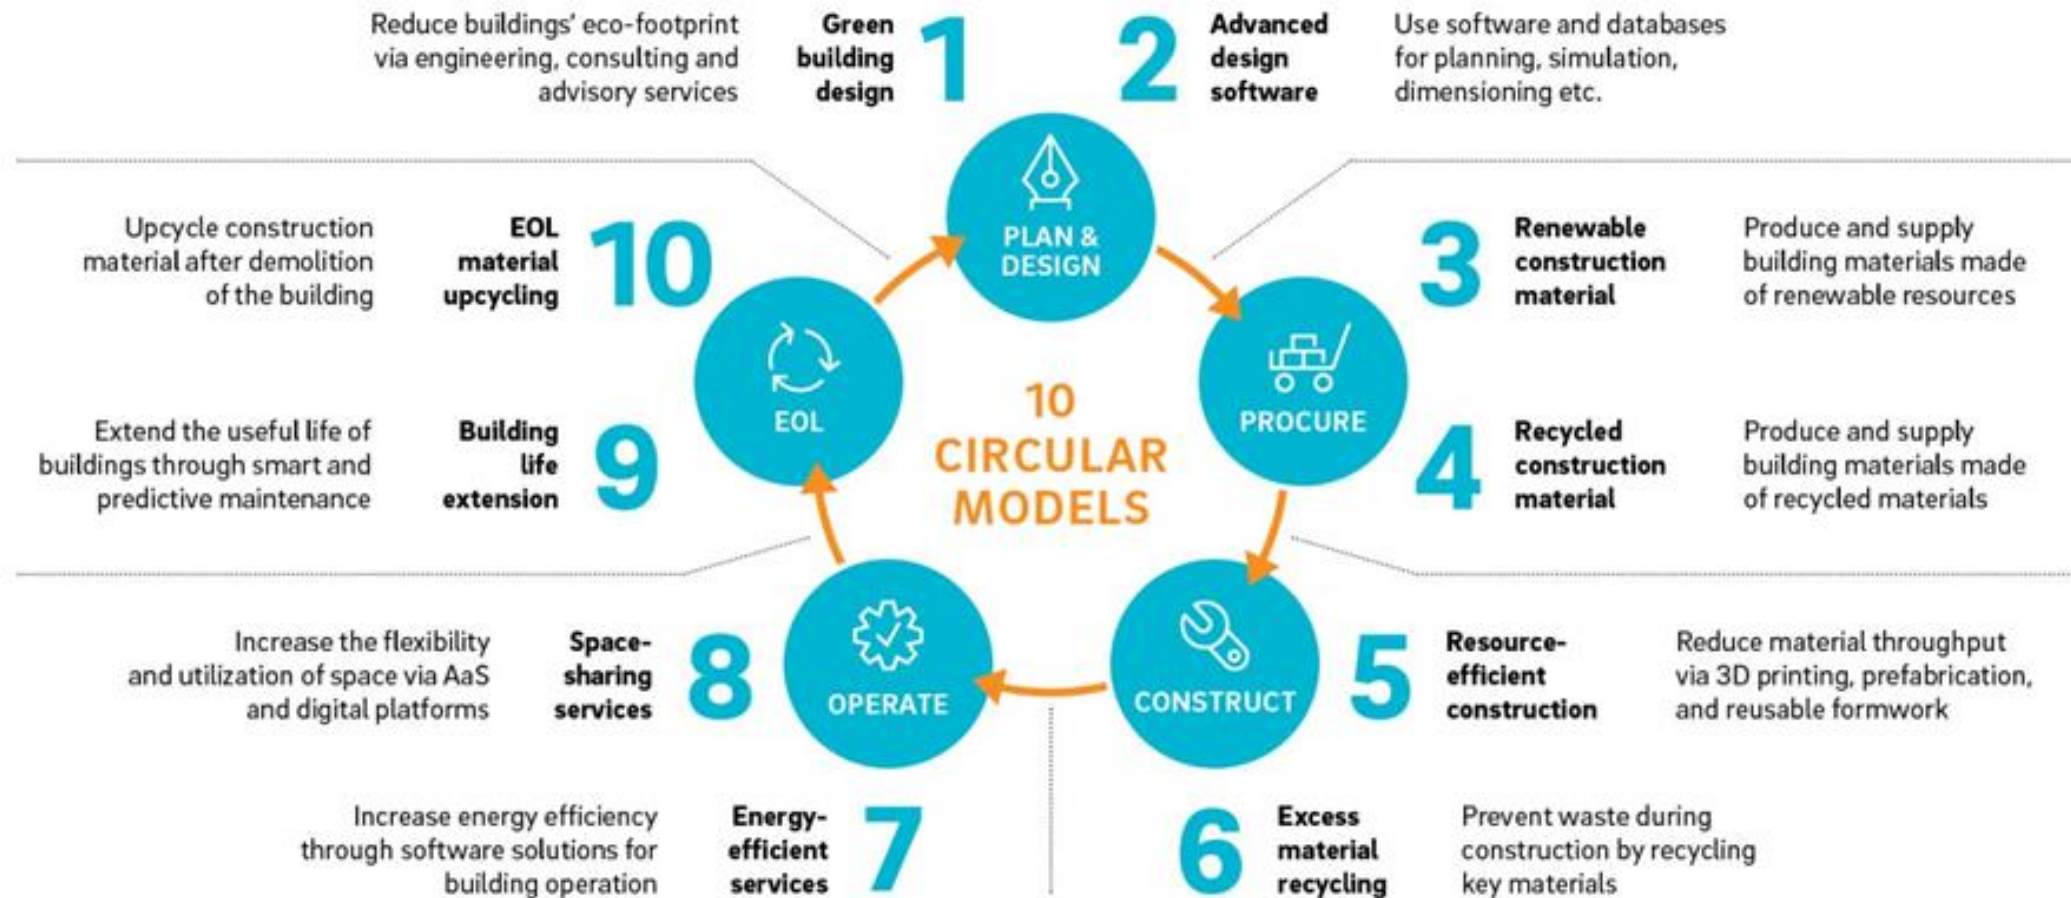 Reduce buildings' eco-footprint
via engineering, consulting and
advisory services
Green
building
design
1
2
Advanced
design
software
Use software and databases
for planning, simulation,
dimensioning etc.
PLAN &
DESIGN
3
Renewable
construction
material
Produce and supply
building materials made
of renewable resources
PROCURE
4
Recycled
construction
material
Produce and supply
building materials made
of recycled materials
CONSTRUCT
5
Resource-
efficient
construction
Reduce material throughput
via 3D printing, prefabrication,
and reusable formwork
6
Excess
material
recycling
Prevent waste during
construction by recycling
key materials
OPERATE
7
Energy-
efficient
services
Increase energy efficiency
through software solutions for
building operation
8
Space-
sharing
services
Increase the flexibility
and utilization of space via AaS
and digital platforms
EOL
9
Building
life
extension
Extend the useful life of
buildings through smart and
predictive maintenance
10
EOL
material
upcycling
Upcycle construction
material after demolition
of the building
10
CIRCULAR
MODELS